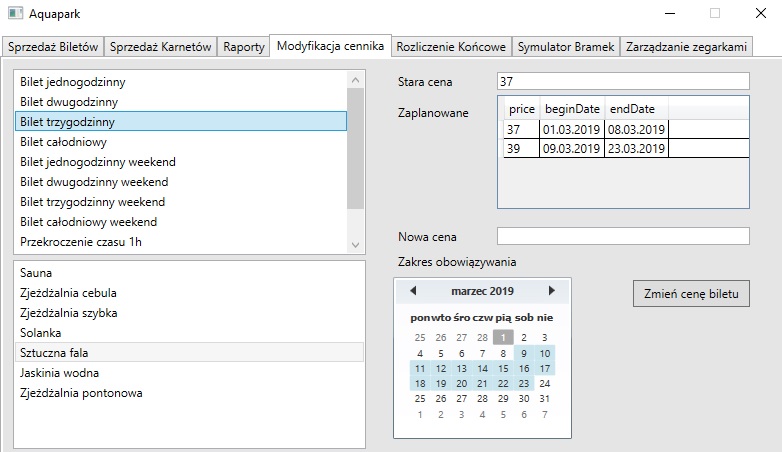 Aquapark
Sprzedaż Biletów Sprzedaż Karnetów Raporty Modyfikacja cennika Rozliczenie Końcowe Symulator Bramek Zarządzanie zegarkami
Bilet jednogodzinny
Bilet dwugodzinny
Bilet trzygodzinny
Bilet całodniowy
Bilet jednogodzinny weekend
Bilet dwugodzinny weekend
Bilet trzygodzinny weekend
Bilet całodniowy weekend
Przekroczenie czasu 1h
Sauna
Zjeżdżalnia cebula
Zjeżdżalnia szybka
Solanka
Sztuczna fala
Jaskinia wodna
Zjeżdżalnia pontonowa
Stara cena 37
Zaplanowane
price beginDate endDate
37 01.03.2019 08.03.2019
39 09.03.2019 23.03.2019
Nowa cena
Zakres obowiązywania
marzec 2019
pon wto śro czw pią sob nie
25 26 27 28 1 2 3
4 5 6 7 8 9 10
11 12 13 14 15 16 17
18 19 20 21 22 23 24
25 26 27 28 29 30 31
1 2 3 4 5 6 7
Zmień cenę biletu